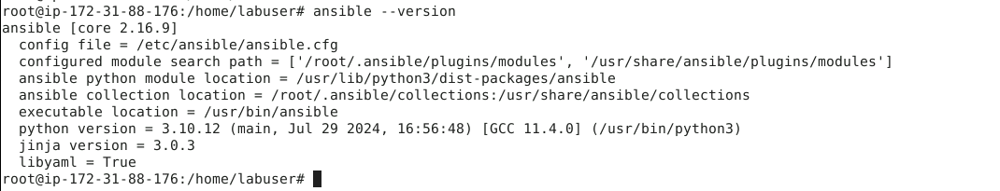 root@ip-172-31-88-176:/home/labuser# ansible --version
ansible [core 2.16.9]
  config file = /etc/ansible/ansible.cfg
  configured module search path = ['/root/.ansible/plugins/modules', '/usr/share/ansible/plugins/modules']
  ansible python module location = /usr/lib/python3/dist-packages/ansible
  ansible collection location = /root/.ansible/collections:/usr/share/ansible/collections
  executable location = /usr/bin/ansible
  python version = 3.10.12 (main, Jul 29 2024, 16:56:48) [GCC 11.4.0] (/usr/bin/python3)
  jinja version = 3.0.3
  libyaml = True
root@ip-172-31-88-176:/home/labuser#